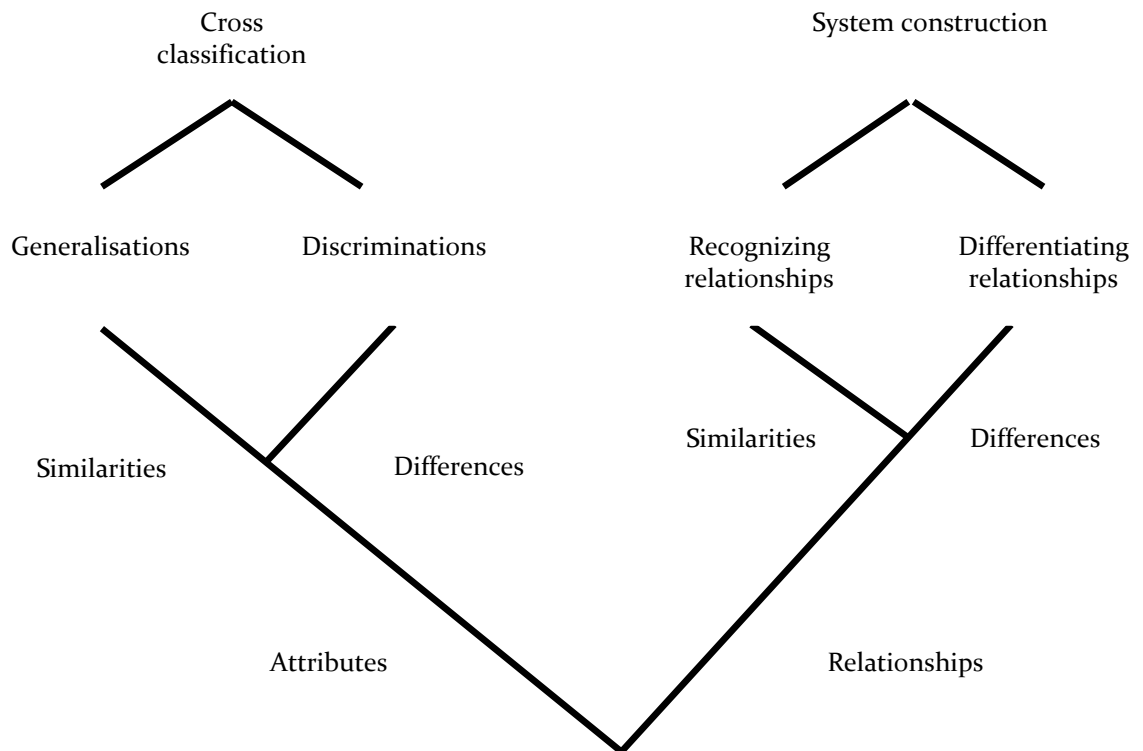 Cross
classification
System construction
Generalisations
Discriminations
Recognizing
relationships
Differentiating
relationships
Similarities
Differences
Similarities
Differences
Attributes
Relationships